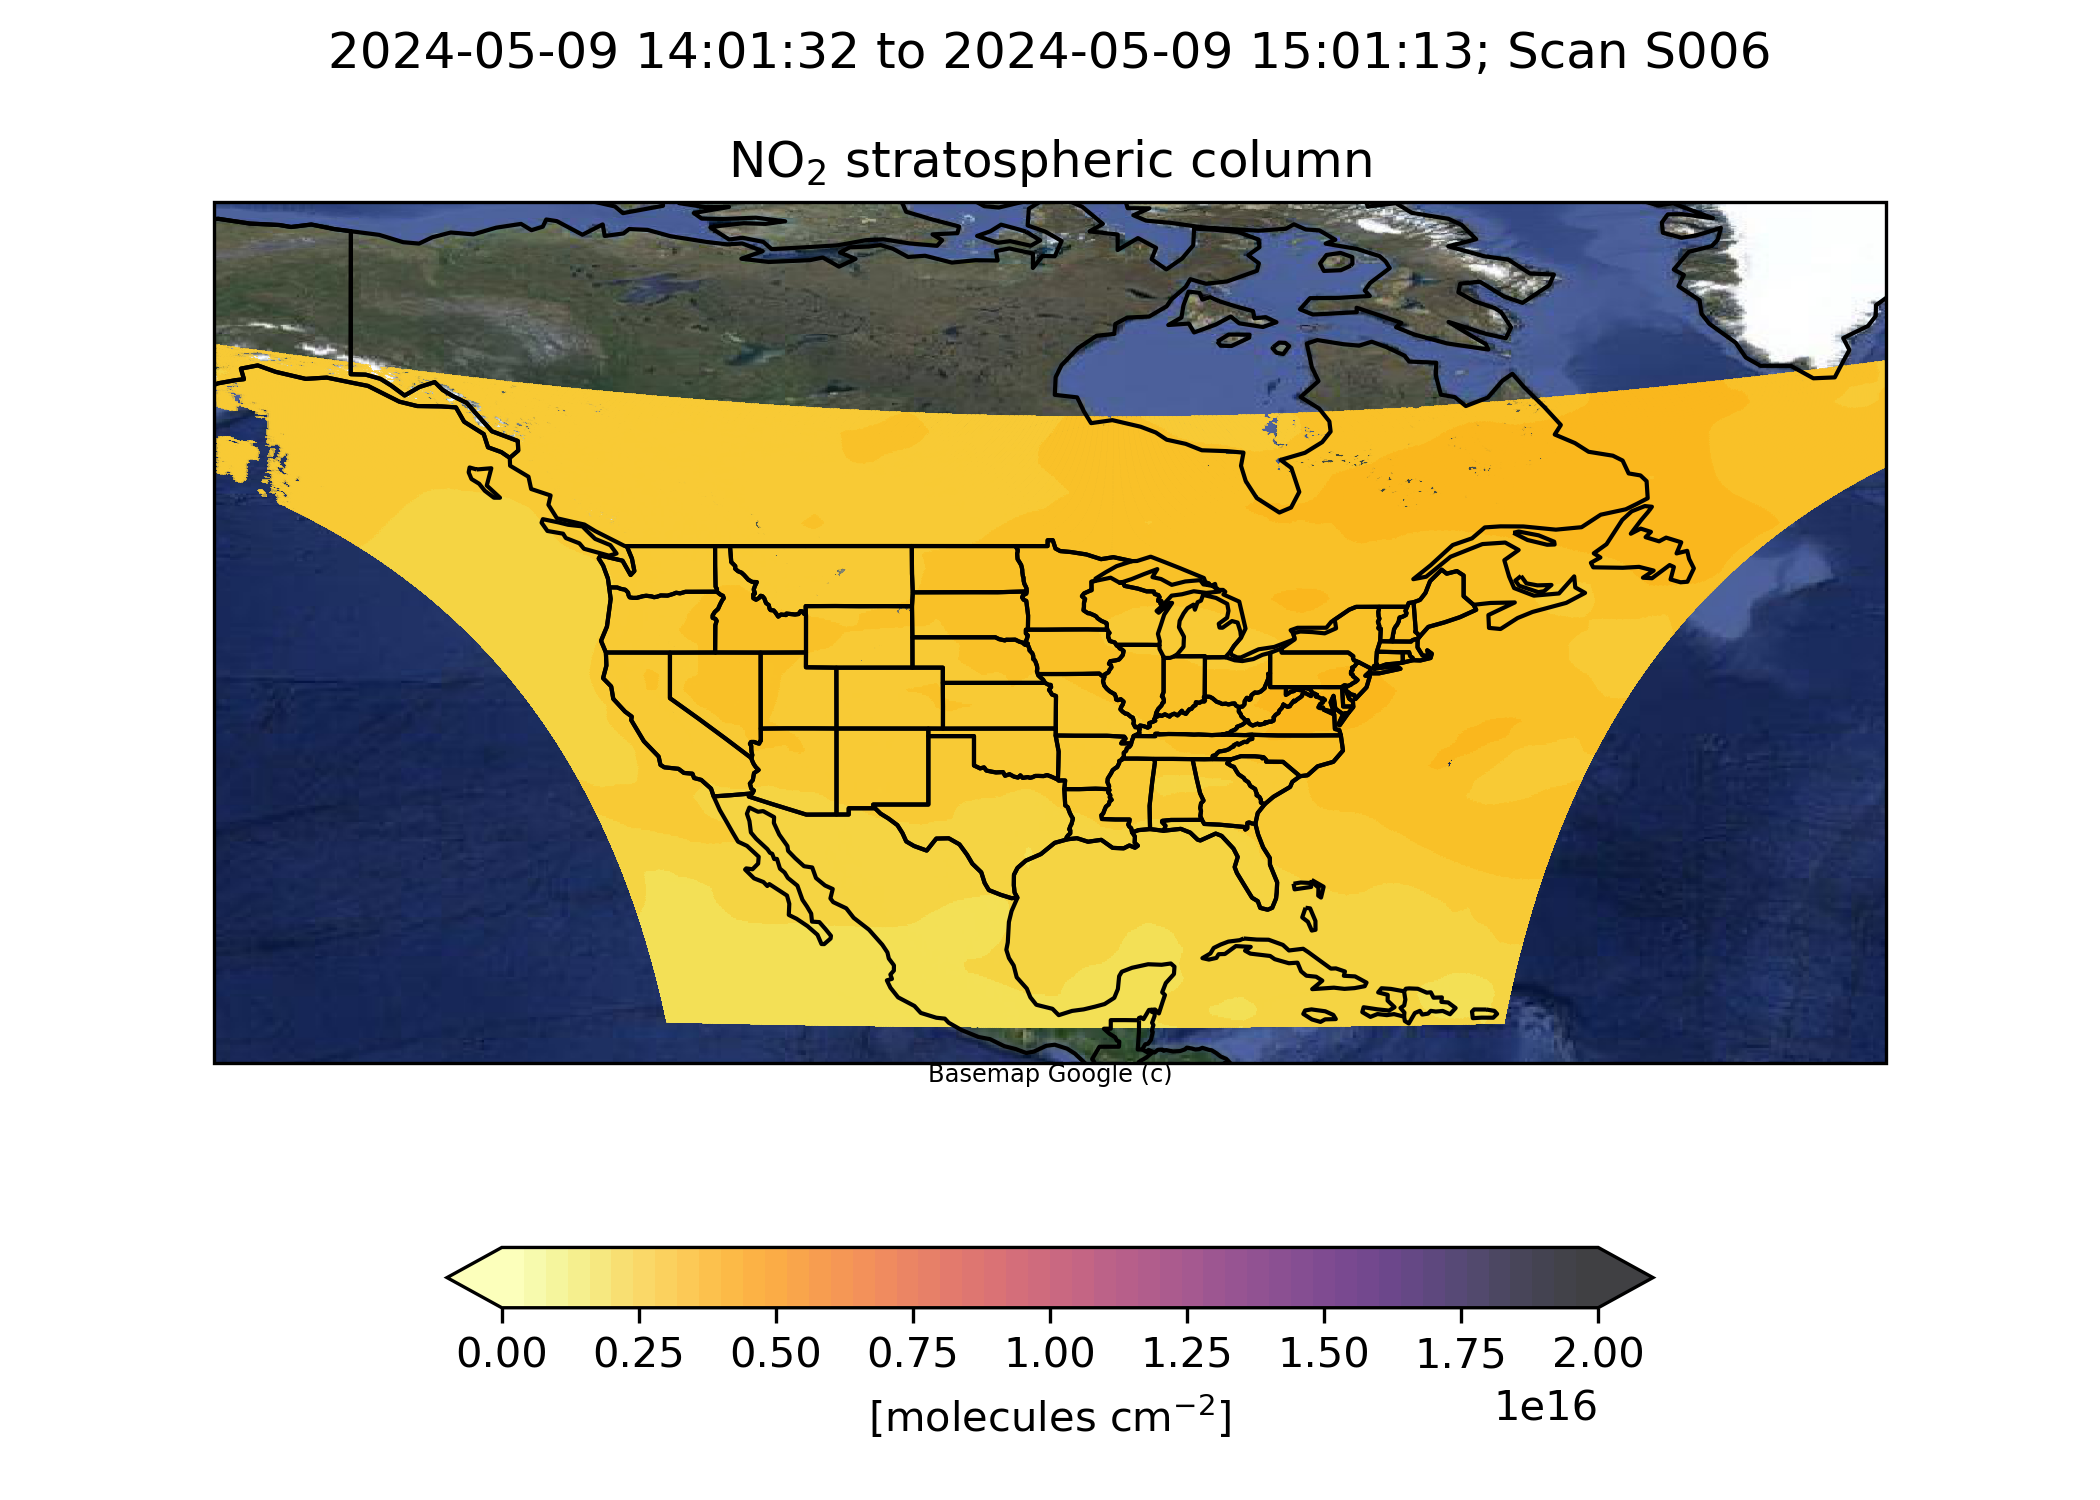 2024-05-09 14:01:32 to 2024-05-09 15:01:13; Scan S006
NO₂ stratospheric column
Basemap Google (c)
0.00 0.25 0.50 0.75 1.00 1.25 1.50 1.75 2.00
1e16
[molecules cm⁻²]